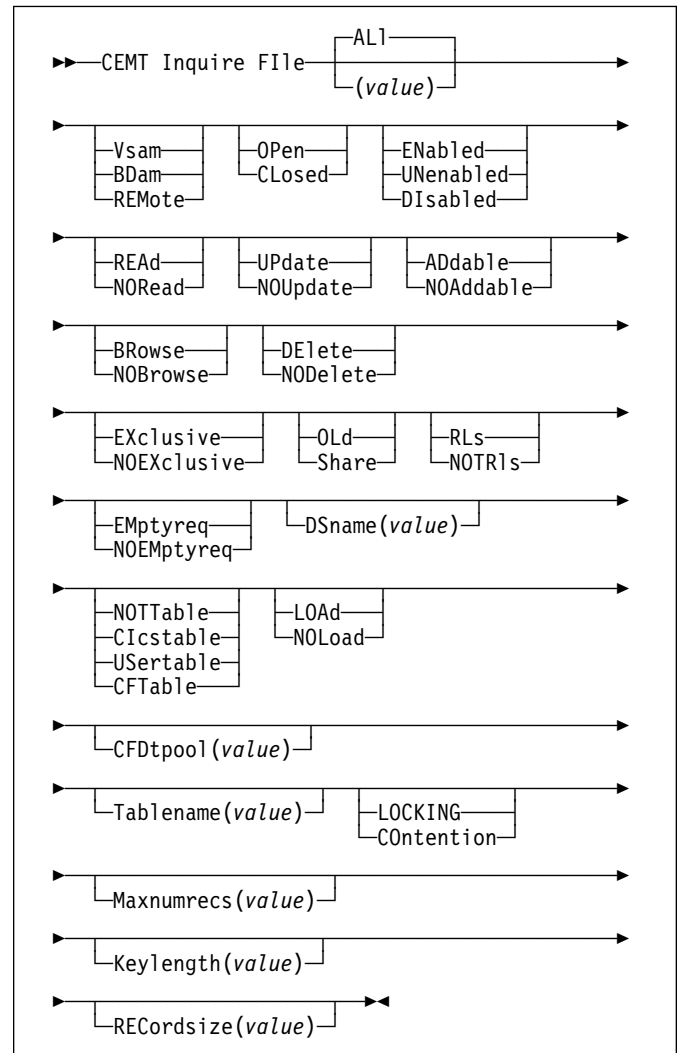 ALl
CEMT Inquire FIle
(value)
Vsam OPen ENabled
BDam CLosed UNenabled
REMote DIsabled
REAd UPdate ADdable
NORead NOUpdate NOAddable
BRowse DElete
NOBrowse NODelete
EXclusive OLd RLs
NOEXclusive Share NOTRls
EMptyreq DSname(value)
NOEMptyreq
NOTTable LOAd
CIcstable NOLoad
USertable
CFTable
CFDtpool(value)
Tablename(value) LOCKING
COntention
Maxnumrecs(value)
Keylength(value)
RECordsize(value)